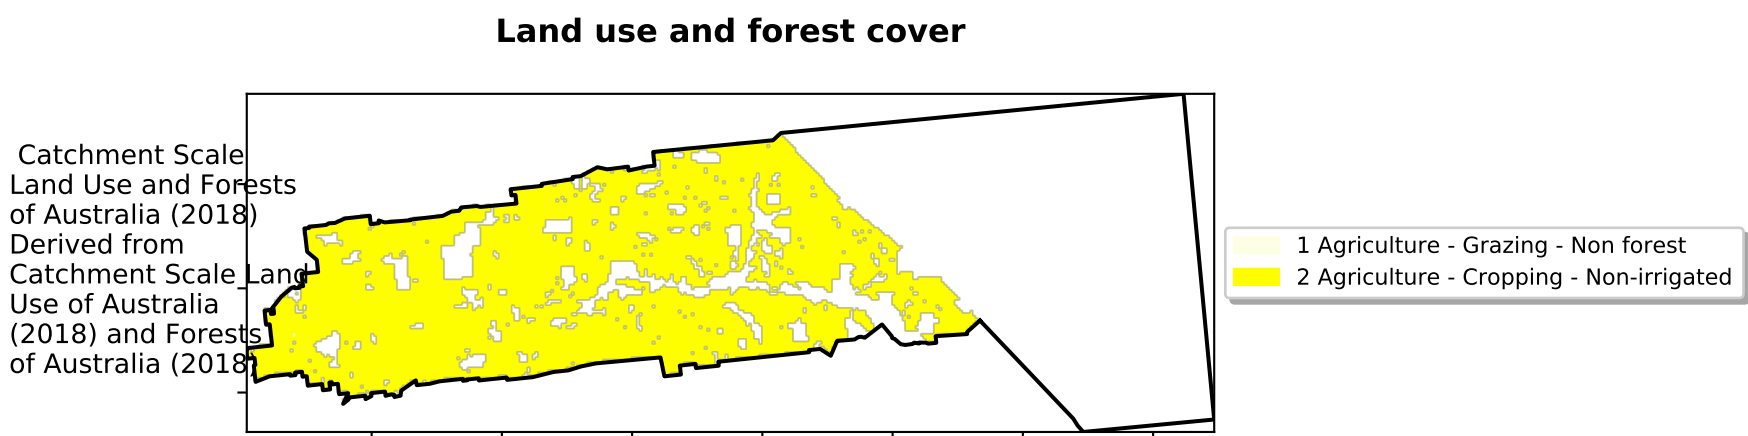 Land use and forest cover
Catchment Scale
Land Use and Forests
of Australia (2018)
Derived from
Catchment Scale Land
Use of Australia
(2018) and Forests
of Australia (2018
1 Agriculture - Grazing - Non forest
2 Agriculture - Cropping - Non-irrigated